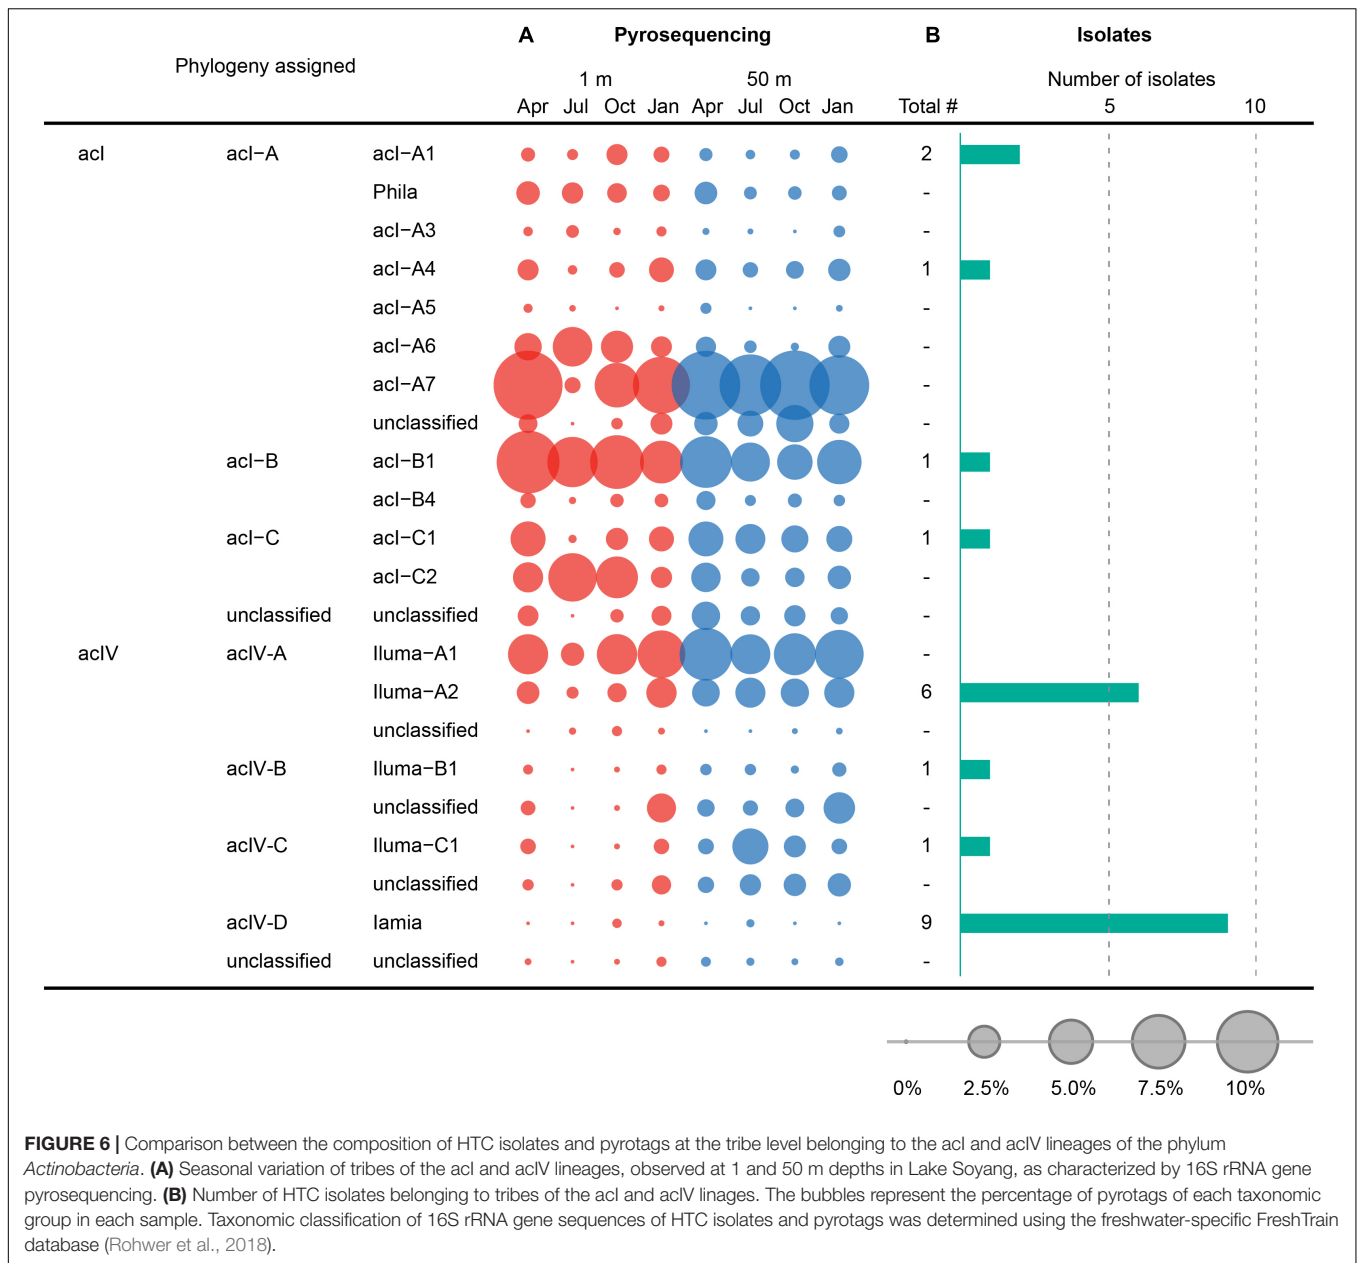 A Pyrosequencing B Isolates
Phylogeny assigned
1 m 50 m Number of isolates
Apr Jul Oct Jan Apr Jul Oct Jan Total # 5 10
acI acI−A acI−A1 2
Phila -
acI−A3 -
acI−A4 1
acI−A5 -
acI−A6 -
acI−A7 -
unclassified -
acI−B acI−B1 1
acI−B4 -
acI−C acI−C1 1
acI−C2 -
unclassified unclassified -
acIV acIV-A Iluma−A1 -
Iluma−A2 6
unclassified -
acIV-B Iluma−B1 1
unclassified -
acIV-C Iluma−C1 1
unclassified -
acIV-D Iamia 9
unclassified unclassified -
0% 2.5% 5.0% 7.5% 10%
FIGURE 6 | Comparison between the composition of HTC isolates and pyrotags at the tribe level belonging to the acI and acIV lineages of the phylum
Actinobacteria. (A) Seasonal variation of tribes of the acI and acIV lineages, observed at 1 and 50 m depths in Lake Soyang, as characterized by 16S rRNA gene
pyrosequencing. (B) Number of HTC isolates belonging to tribes of the acI and acIV linages. The bubbles represent the percentage of pyrotags of each taxonomic
group in each sample. Taxonomic classification of 16S rRNA gene sequences of HTC isolates and pyrotags was determined using the freshwater-specific FreshTrain
database (Rohwer et al., 2018).